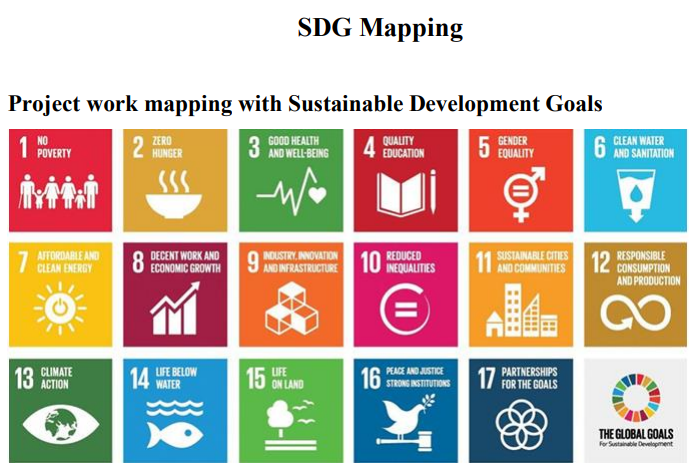 SDG Mapping
Project work mapping with Sustainable Development Goals
1 NO
POVERTY
2 ZERO
HUNGER
3 GOOD HEALTH
AND WELL-BEING
4 QUALITY
EDUCATION
5 GENDER
EQUALITY
6 CLEAN WATER
AND SANITATION
7 AFFORDABLE AND
CLEAN ENERGY
8 DECENT WORK AND
ECONOMIC GROWTH
9 INDUSTRY, INNOVATION
AND INFRASTRUCTURE
10 REDUCED
INEQUALITIES
11 SUSTAINABLE CITIES
AND COMMUNITIES
12 RESPONSIBLE
CONSUMPTION
AND PRODUCTION
13 CLIMATE
ACTION
14 LIFE BELOW
WATER
15 LIFE
ON LAND
16 PEACE AND JUSTICE
STRONG INSTITUTIONS
17 PARTNERSHIPS
FOR THE GOALS
THE GLOBAL GOALS
For Sustainable Development